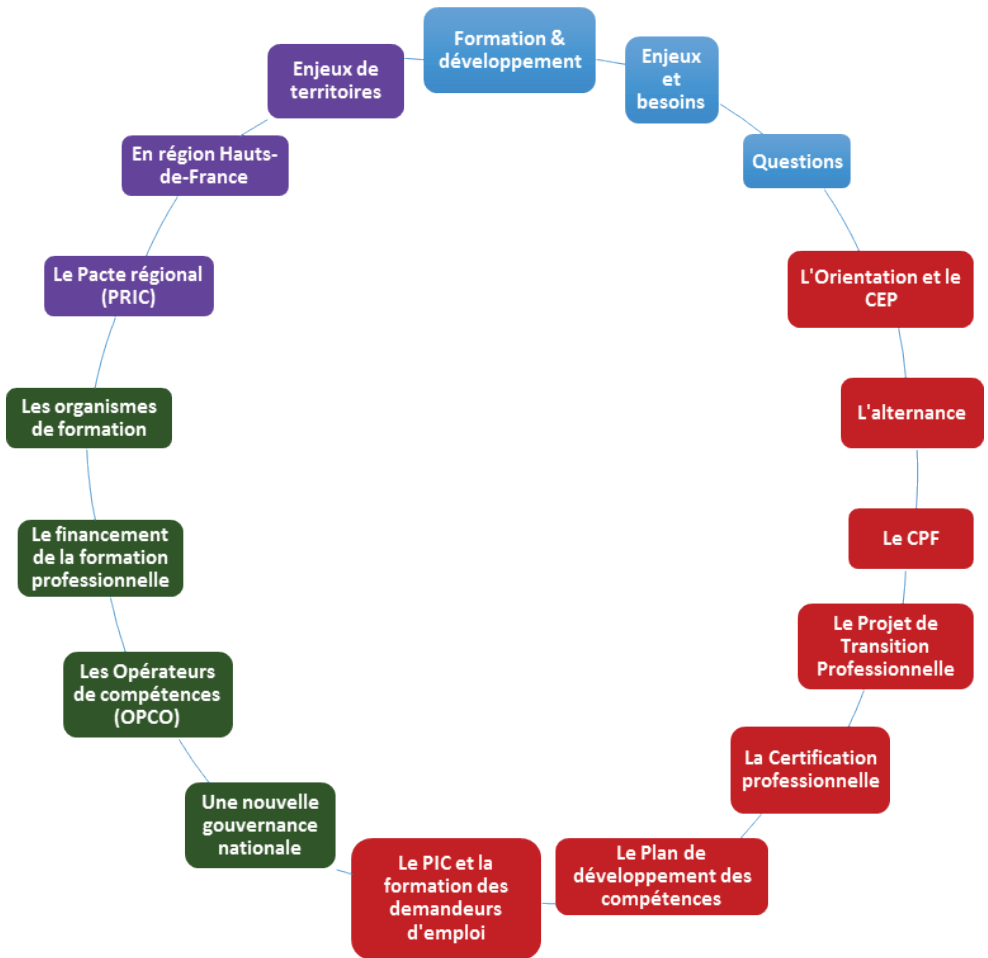 Formation &
développement
Enjeux
et
besoins
Questions
L'Orientation et le
CEP
L'alternance
Le CPF
Le Projet de
Transition
Professionnelle
La Certification
professionnelle
Le Plan de
développement des
compétences
Le PIC et la
formation des
demandeurs
d'emploi
Une nouvelle
gouvernance
nationale
Les Opérateurs
de compétences
(OPCO)
Le financement
de la formation
professionnelle
Les organismes
de formation
Le Pacte régional
(PRIC)
En région Hauts-
de-France
Enjeux de
territoires